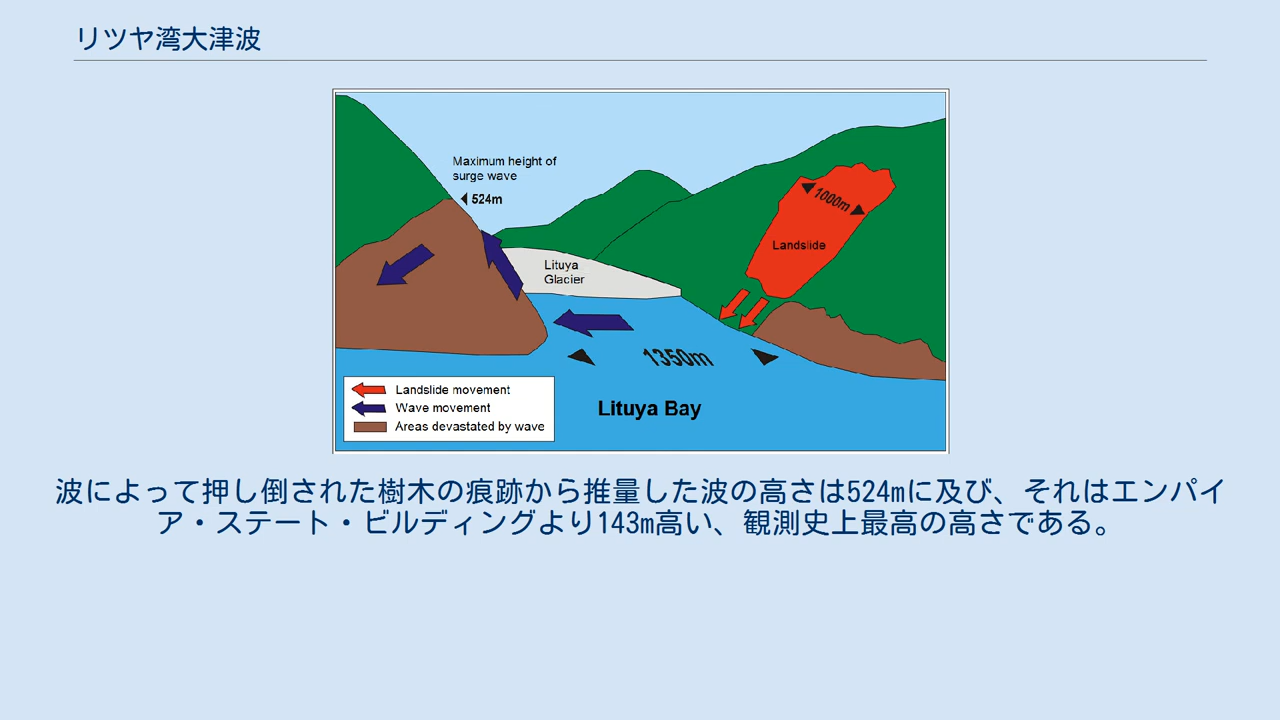 リツヤ湾大津波
Maximum height of
surge wave
524m
1000m
Landslide
Lituya
Glacier
1350m
Landslide movement
Wave movement
Areas devastated by wave
Lituya Bay
波によって押し倒された樹木の痕跡から推量した波の高さは524mに及び、それはエンパイ
ア・ステート・ビルディングより143m高い、観測史上最高の高さである。